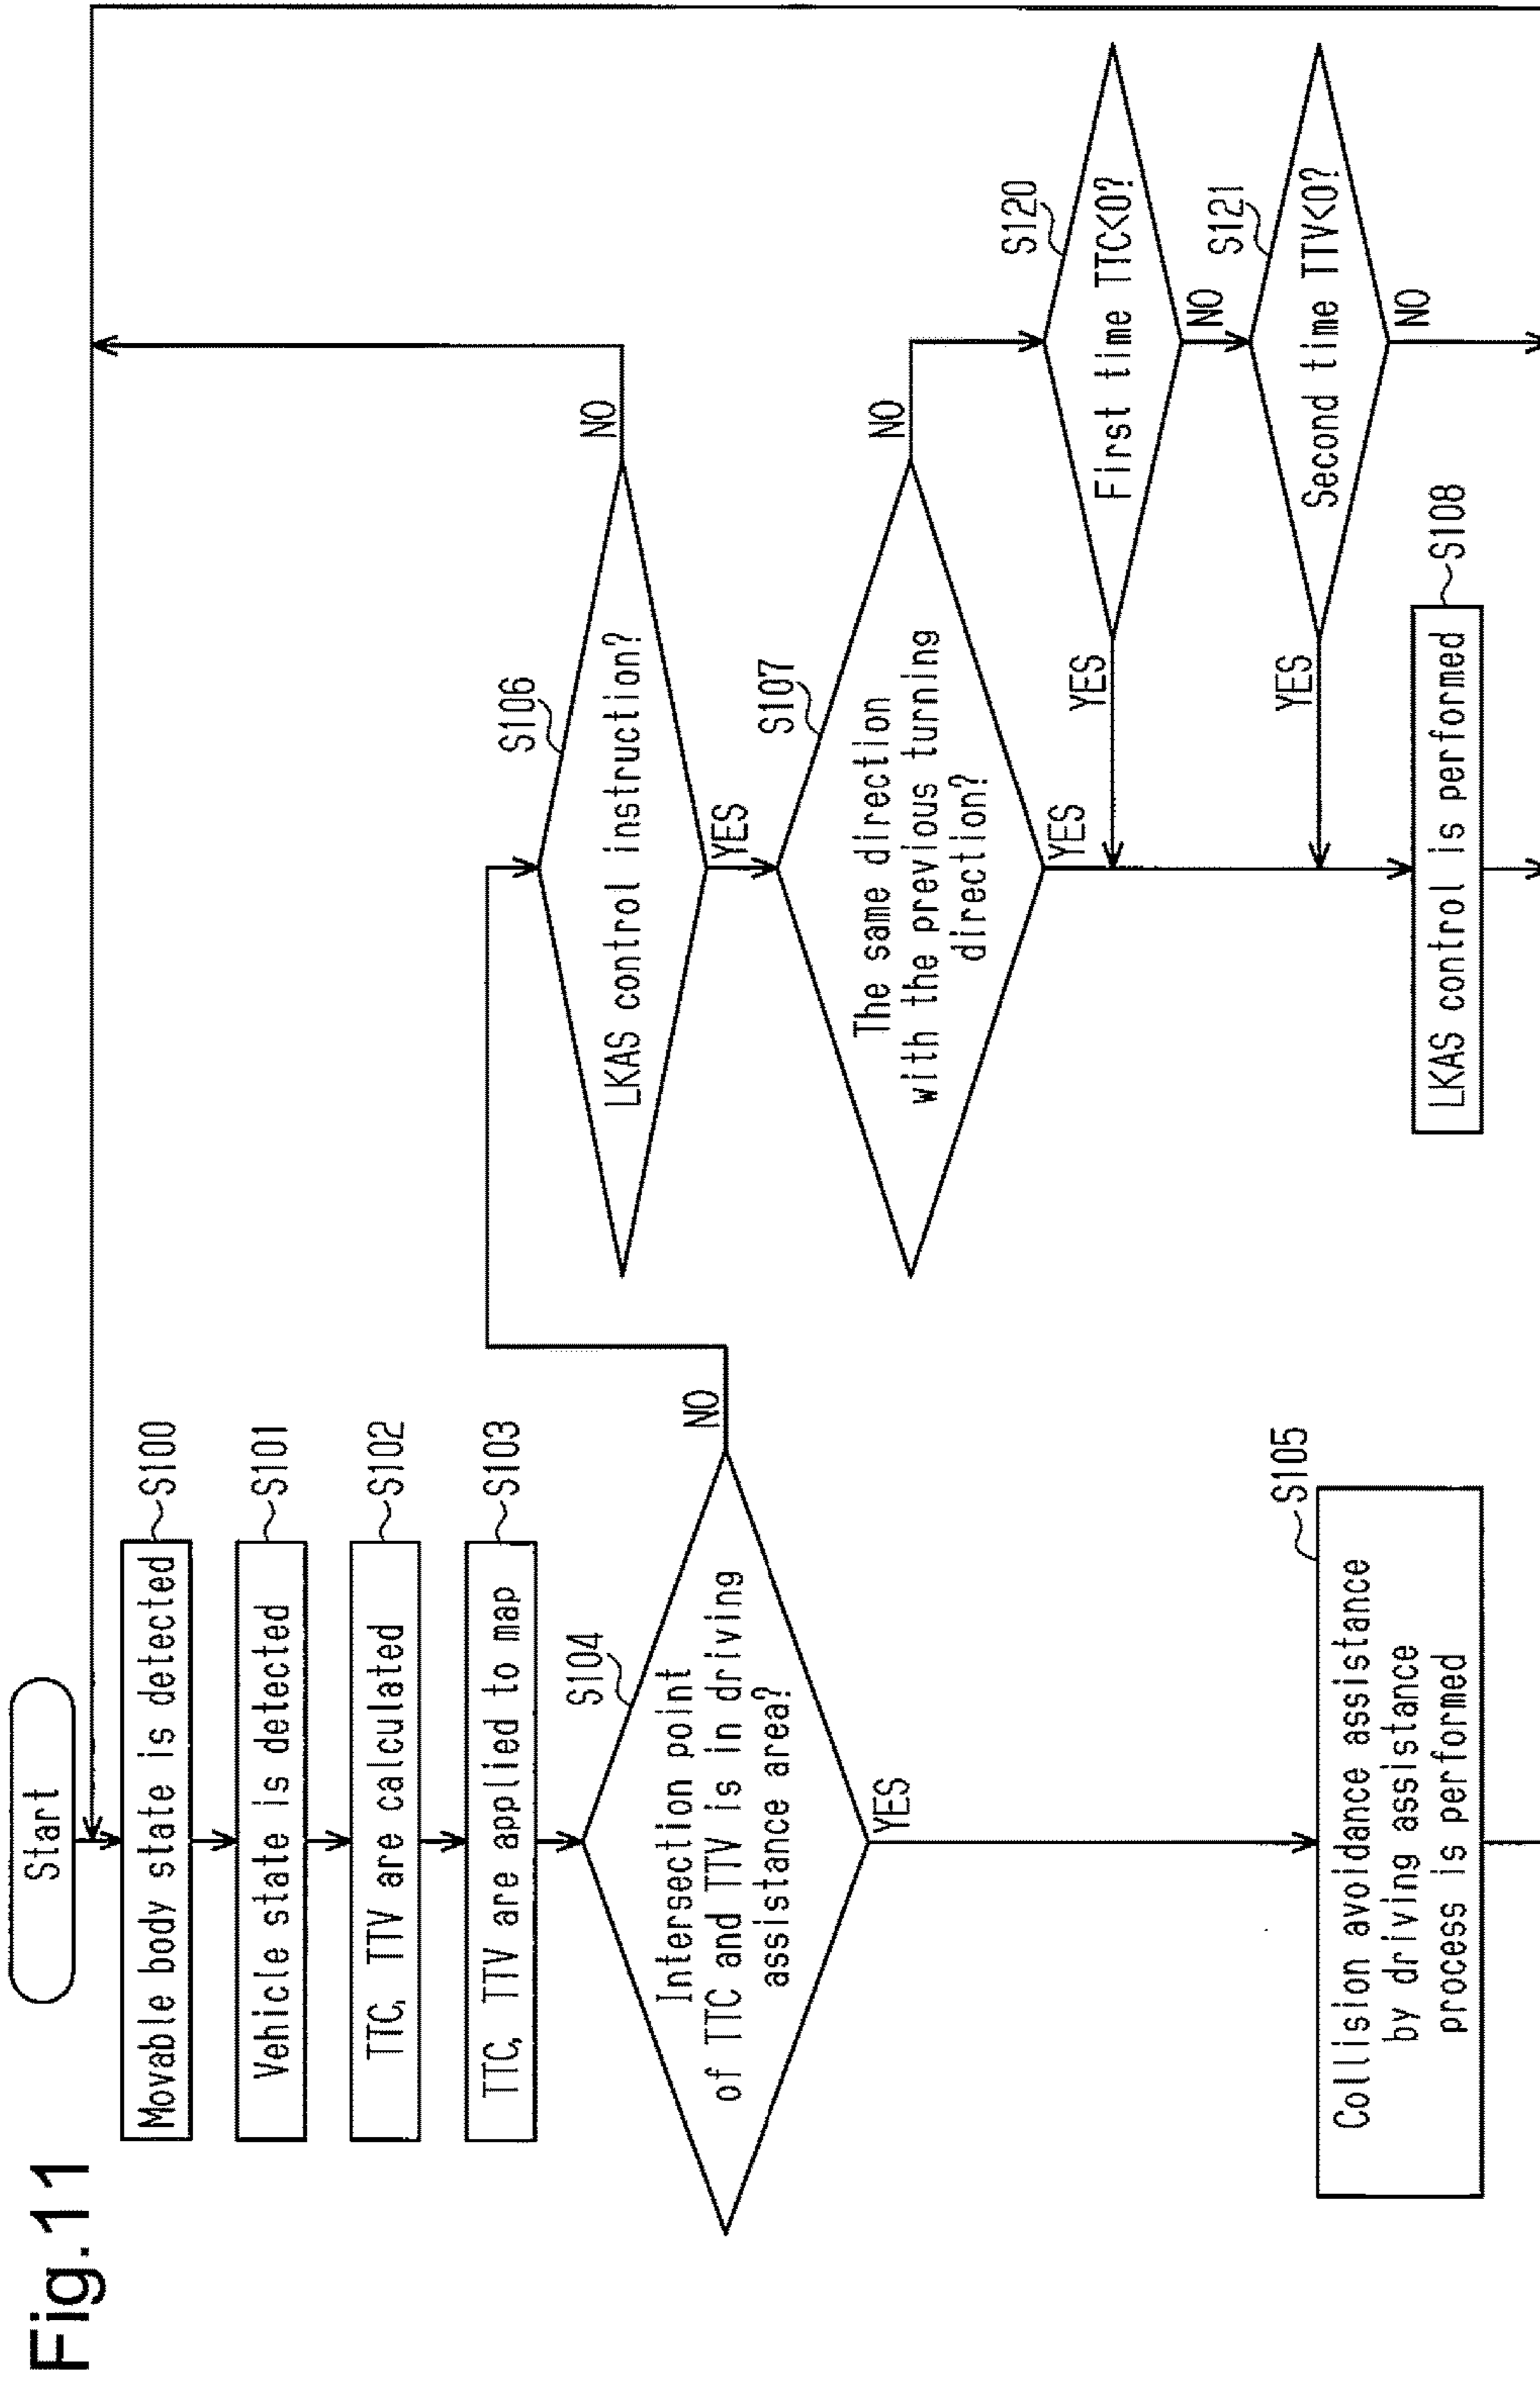 Fig.11
Start
Movable body state is detected
S100
Vehicle state is detected
S101
TTC, TTV are calculated
S102
TTC, TTV are applied to map
S103
S104
Intersection point
of TTC and TTV is in driving
assistance area?
NO
YES
S105
Collision avoidance assistance
by driving assistance
process is performed
S106
LKAS control instruction?
NO
YES
S107
The same direction
with the previous turning
direction?
NO
YES
S120
First time TTC<0?
YES
NO
S121
Second time TTV<0?
YES
NO
LKAS control is performed
S108